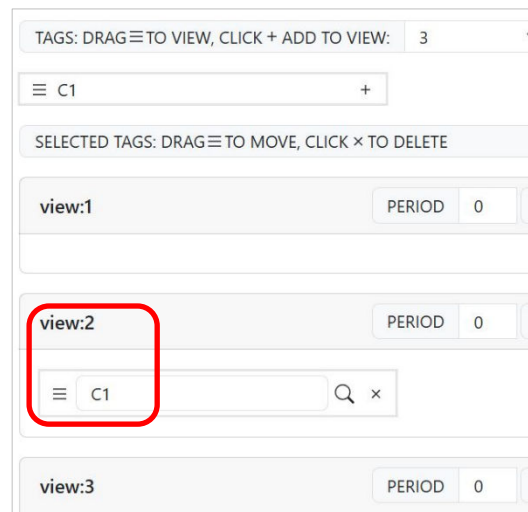 TAGS: DRAG☰TO VIEW, CLICK + ADD TO VIEW: 3
☰ C1 +
SELECTED TAGS: DRAG☰TO MOVE, CLICK × TO DELETE
view:1 PERIOD 0
view:2 PERIOD 0
☰ C1 ×
view:3 PERIOD 0